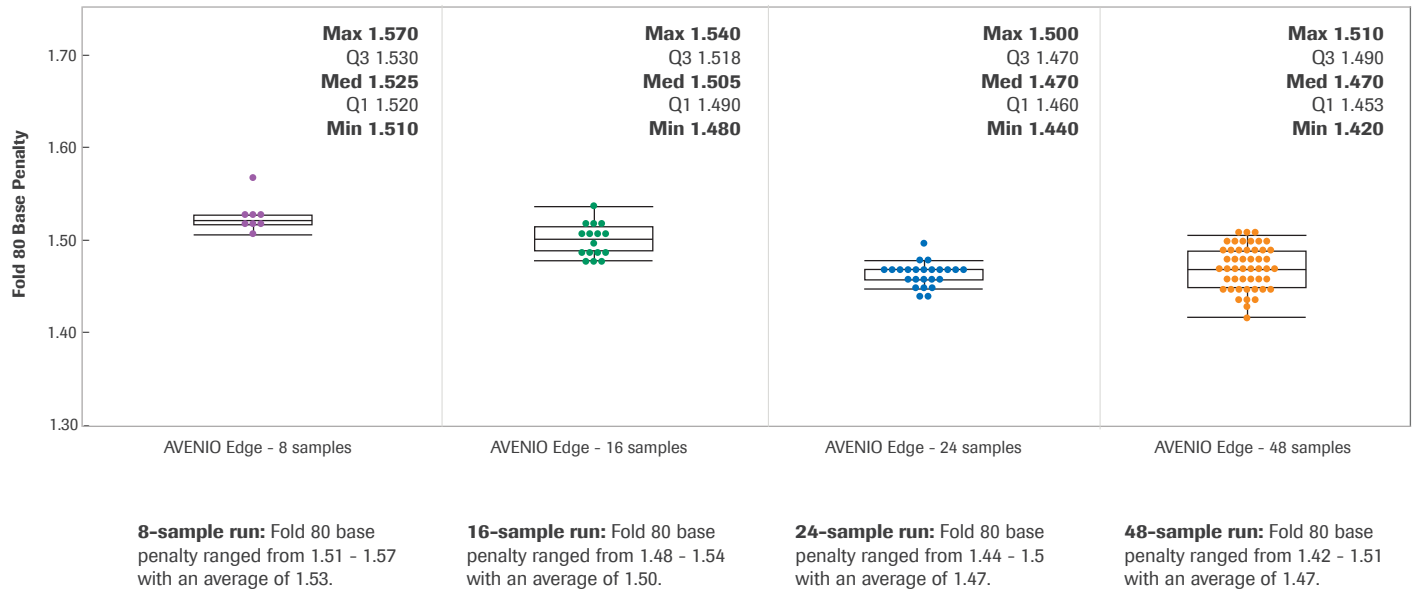 Fold 80 Base Penalty
1.70
1.60
1.50
1.40
1.30
Max 1.570
Q3 1.530
Med 1.525
Q1 1.520
Min 1.510
Max 1.540
Q3 1.518
Med 1.505
Q1 1.490
Min 1.480
Max 1.500
Q3 1.470
Med 1.470
Q1 1.460
Min 1.440
Max 1.510
Q3 1.490
Med 1.470
Q1 1.453
Min 1.420
AVENIO Edge - 8 samples
AVENIO Edge - 16 samples
AVENIO Edge - 24 samples
AVENIO Edge - 48 samples
8-sample run: Fold 80 base
penalty ranged from 1.51 - 1.57
with an average of 1.53.
16-sample run: Fold 80 base
penalty ranged from 1.48 - 1.54
with an average of 1.50.
24-sample run: Fold 80 base
penalty ranged from 1.44 - 1.5
with an average of 1.47.
48-sample run: Fold 80 base
penalty ranged from 1.42 - 1.51
with an average of 1.47.